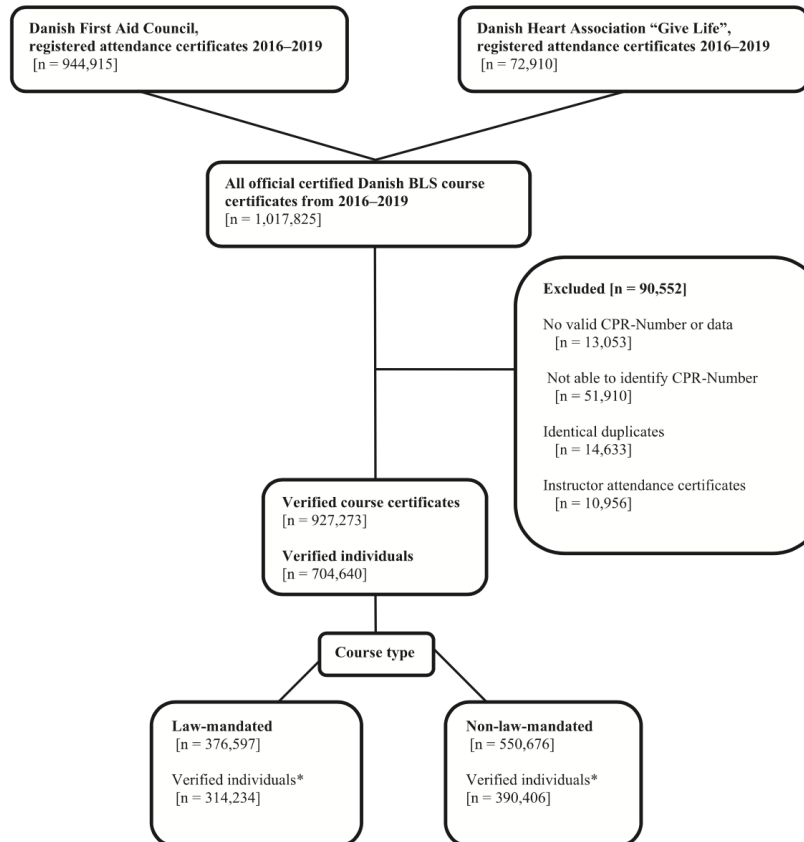 Danish First Aid Council,
registered attendance certificates 2016–2019
[n = 944,915]
Danish Heart Association “Give Life”,
registered attendance certificates 2016–2019
[n = 72,910]
All official certified Danish BLS course
certificates from 2016–2019
[n = 1,017,825]
Excluded [n = 90,552]
No valid CPR-Number or data
[n = 13,053]
Not able to identify CPR-Number
[n = 51,910]
Identical duplicates
[n = 14,633]
Instructor attendance certificates
[n = 10,956]
Verified course certificates
[n = 927,273]
Verified individuals
[n = 704,640]
Course type
Law-mandated
[n = 376,597]
Verified individuals*
[n = 314,234]
Non-law-mandated
[n = 550,676]
Verified individuals*
[n = 390,406]